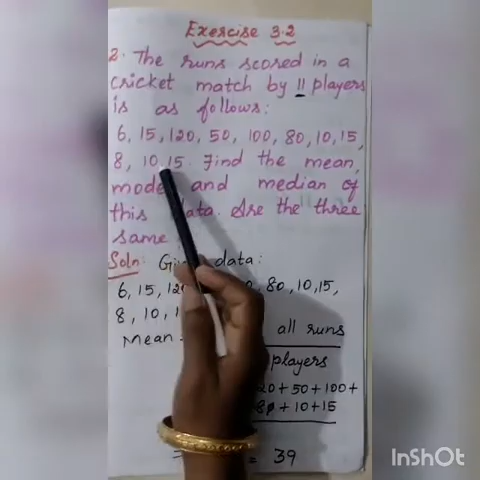 Exercise 3.2
2. The runs scored in a
cricket match by 11 players
is as follows:
6, 15, 120, 50, 100, 80, 10, 15,
8, 10, 15. Find the mean,
mode and median of
this data. Are the three
same
Soln: data:
6, 15, 80, 10, 15,
8, 10,
Mean = all runs
players
20 + 50 + 100 +
+ 10 + 15
= = 39
InShOt